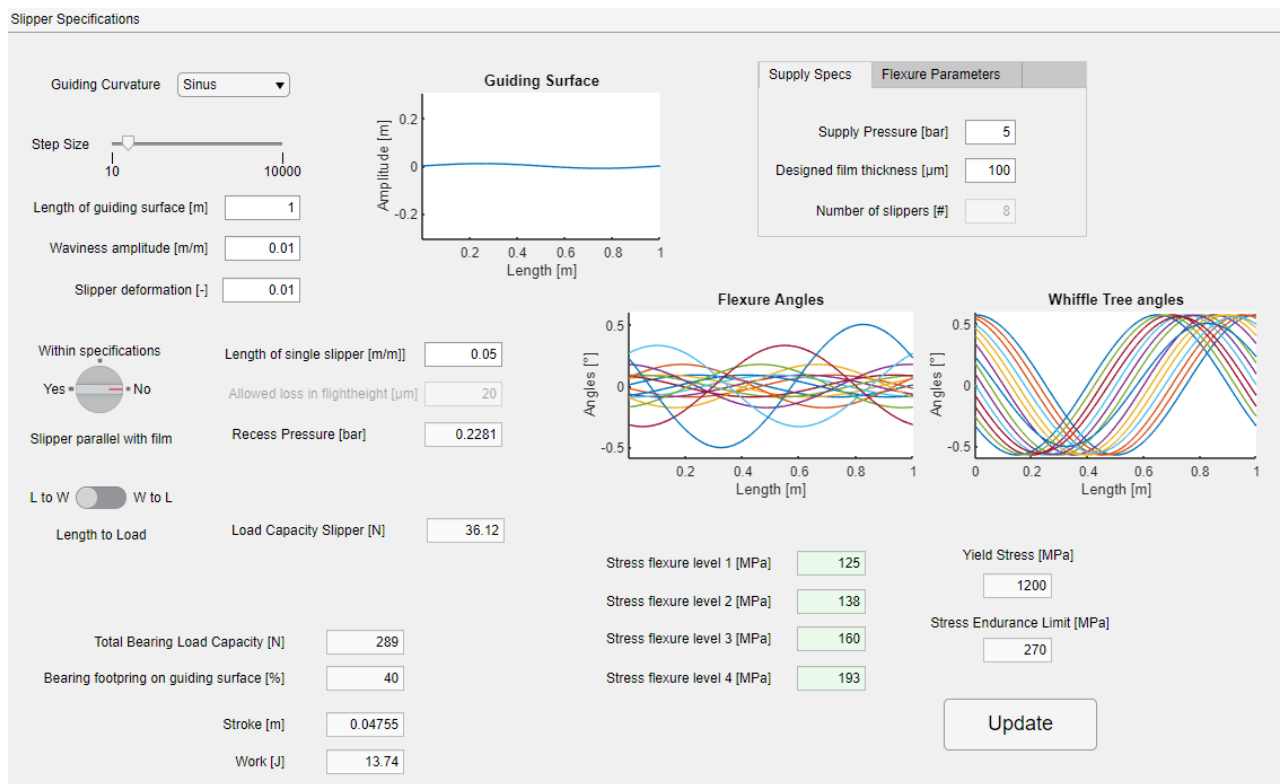 Slipper Specifications
Guiding Curvature
Sinus
Step Size
10
10000
Length of guiding surface [m]
1
Waviness amplitude [m/m]
0.01
Slipper deformation [-]
0.01
Guiding Surface
Amplitude [m]
0.2
0
-0.2
0.2 0.4 0.6 0.8 1
Length [m]
Supply Specs
Flexure Parameters
Supply Pressure [bar]
5
Designed film thickness [µm]
100
Number of slippers [#]
8
Within specifications
Yes
No
Slipper parallel with film
Length of single slipper [m/m]]
0.05
Allowed loss in flightheight [µm]
20
Recess Pressure [bar]
0.2281
Flexure Angles
Angles [°]
0.5
0
-0.5
0.2 0.4 0.6 0.8 1
Length [m]
Whiffle Tree angles
Angles [°]
0.5
0
-0.5
0 0.2 0.4 0.6 0.8 1
Length [m]
L to W
W to L
Length to Load
Load Capacity Slipper [N]
36.12
Stress flexure level 1 [MPa]
125
Stress flexure level 2 [MPa]
138
Stress flexure level 3 [MPa]
160
Stress flexure level 4 [MPa]
193
Yield Stress [MPa]
1200
Stress Endurance Limit [MPa]
270
Total Bearing Load Capacity [N]
289
Bearing footpring on guiding surface [%]
40
Stroke [m]
0.04755
Work [J]
13.74
Update